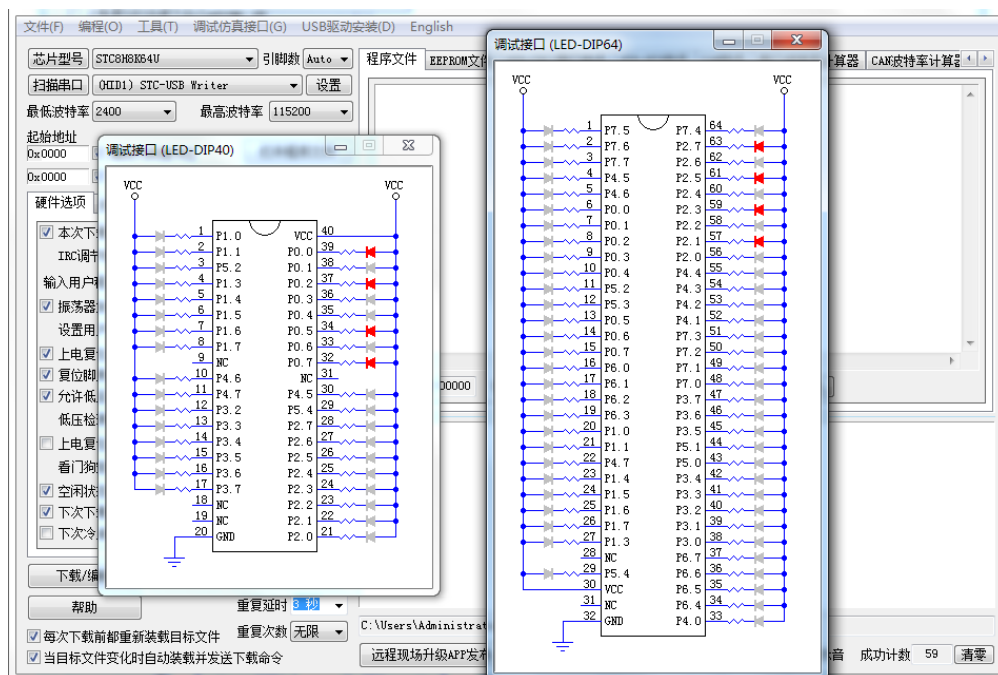 文件(F) 编程(O) 工具(T) 调试仿真接口(G) USB驱动安装(D) English
芯片型号 STC8H8K64U 引脚数 Auto
扫描串口 (HID1) STC-USB Writer 设置
最低波特率 2400 最高波特率 115200
起始地址
0x0000
0x0000
硬件选项
本次下
IRC调节
输入用户程
振荡器
设置用
上电复
复位脚
允许低
低压检
上电复
看门狗
空闲状
下次下
下次冷
下载/编
帮助
重复延时 3 秒
重复次数 无限
每次下载前都重新装载目标文件
当目标文件变化时自动装载并发送下载命令
程序文件 EEPROM文件
计算器 CAN波特率计算器
00000
C:\Users\Administrat
远程现场升级APP发布
音 成功计数 59 清零
调试接口 (LED-DIP40)
VCC VCC
1 P1.0 VCC 40
2 P1.1 P0.0 39
3 P5.2 P0.1 38
4 P1.3 P0.2 37
5 P1.4 P0.3 36
6 P1.5 P0.4 35
7 P1.6 P0.5 34
8 P1.7 P0.6 33
9 NC P0.7 32
10 P4.6 NC 31
11 P4.7 P4.5 30
12 P3.2 P5.4 29
13 P3.3 P2.7 28
14 P3.4 P2.6 27
15 P3.5 P2.5 26
16 P3.6 P2.4 25
17 P3.7 P2.3 24
18 NC P2.2 23
19 NC P2.1 22
20 GND P2.0 21
调试接口 (LED-DIP64)
VCC VCC
1 P7.5 P7.4 64
2 P7.6 P2.7 63
3 P7.7 P2.6 62
4 P4.5 P2.5 61
5 P4.6 P2.4 60
6 P0.0 P2.3 59
7 P0.1 P2.2 58
8 P0.2 P2.1 57
9 P0.3 P2.0 56
10 P0.4 P4.4 55
11 P5.2 P4.3 54
12 P5.3 P4.2 53
13 P0.5 P4.1 52
14 P0.6 P7.3 51
15 P0.7 P7.2 50
16 P6.0 P7.1 49
17 P6.1 P7.0 48
18 P6.2 P3.7 47
19 P6.3 P3.6 46
20 P1.0 P3.5 45
21 P1.1 P5.1 44
22 P4.7 P5.0 43
23 P1.4 P3.4 42
24 P1.5 P3.3 41
25 P1.6 P3.2 40
26 P1.7 P3.1 39
27 P1.3 P3.0 38
28 NC P6.7 37
29 P5.4 P6.6 36
30 VCC P6.5 35
31 NC P6.4 34
32 GND P4.0 33